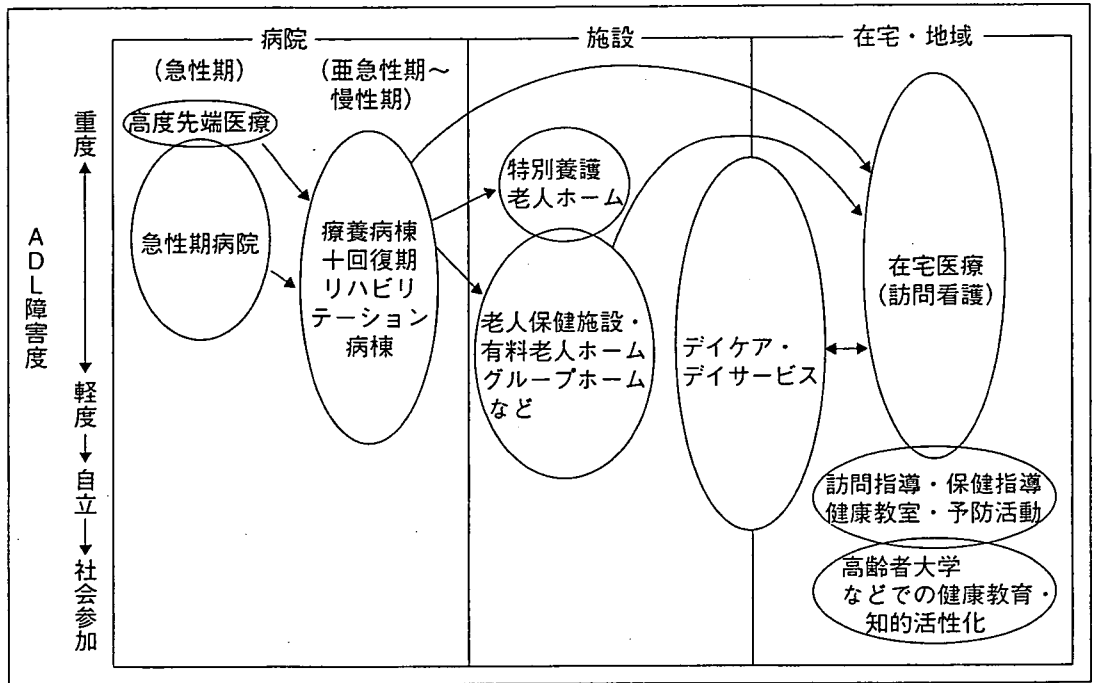 病院
施設
在宅・地域
(急性期)
(亜急性期～
慢性期)
ADL障害度
重度
軽度
自立
社会参加
高度先端医療
急性期病院
療養病棟
十回復期
リハビリ
テーション
病棟
特別養護
老人ホーム
老人保健施設・
有料老人ホーム
グループホーム
など
デイケア・
デイサービス
在宅医療
(訪問看護)
訪問指導・保健指導
健康教室・予防活動
高齢者大学
などでの健康教育・
知的活性化